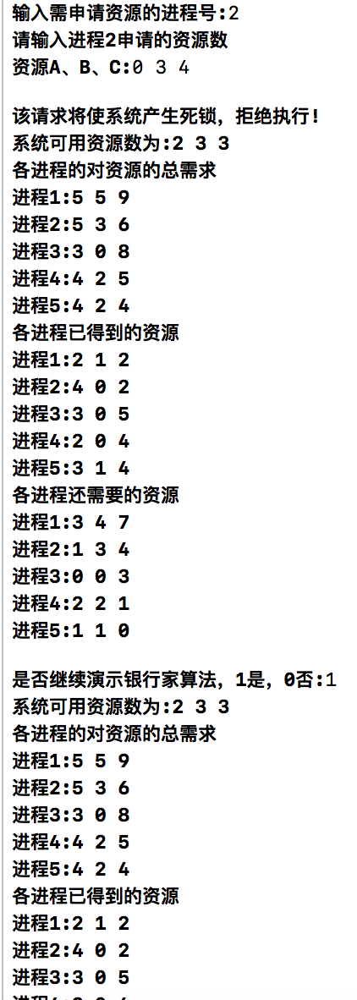 输入需申请资源的进程号:2
请输入进程2申请的资源数
资源A、B、C:0 3 4
该请求将使系统产生死锁，拒绝执行!
系统可用资源数为:2 3 3
各进程的对资源的总需求
进程1:5 5 9
进程2:5 3 6
进程3:3 0 8
进程4:4 2 5
进程5:4 2 4
各进程已得到的资源
进程1:2 1 2
进程2:4 0 2
进程3:3 0 5
进程4:2 0 4
进程5:3 1 4
各进程还需要的资源
进程1:3 4 7
进程2:1 3 4
进程3:0 0 3
进程4:2 2 1
进程5:1 1 0
是否继续演示银行家算法，1是，0否:1
系统可用资源数为:2 3 3
各进程的对资源的总需求
进程1:5 5 9
进程2:5 3 6
进程3:3 0 8
进程4:4 2 5
进程5:4 2 4
各进程已得到的资源
进程1:2 1 2
进程2:4 0 2
进程3:3 0 5